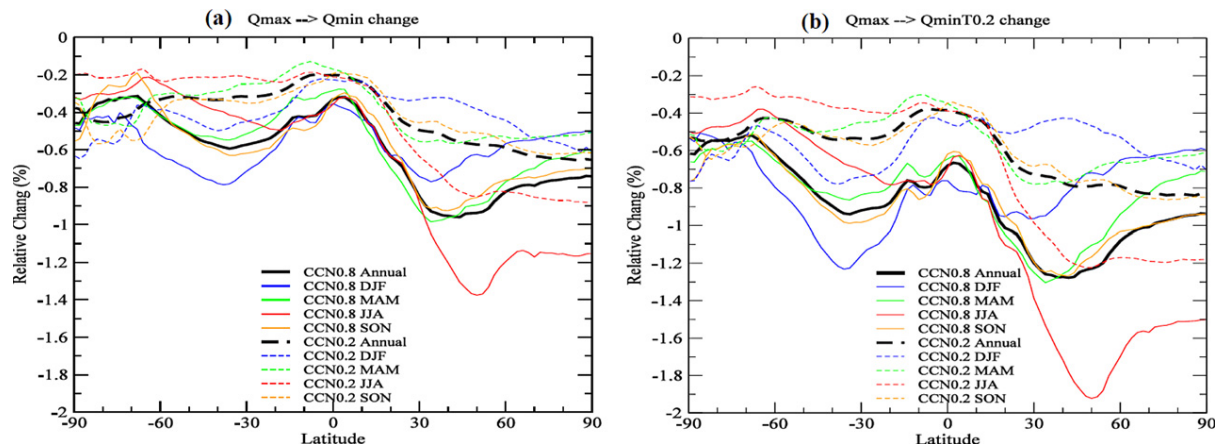 (a) Qmax --> Qmin change
0
-0.2
-0.4
-0.6
-0.8
-1
-1.2
-1.4
-1.6
-1.8
-2
Relative Chang (%)
CCN0.8 Annual
CCN0.8 DJF
CCN0.8 MAM
CCN0.8 JJA
CCN0.8 SON
CCN0.2 Annual
CCN0.2 DJF
CCN0.2 MAM
CCN0.2 JJA
CCN0.2 SON
-90 -60 -30 0 30 60 90
Latitude
(b) Qmax --> QminT0.2 change
0
-0.2
-0.4
-0.6
-0.8
-1
-1.2
-1.4
-1.6
-1.8
-2
Relative Chang (%)
CCN0.8 Annual
CCN0.8 DJF
CCN0.8 MAM
CCN0.8 JJA
CCN0.8 SON
CCN0.2 Annual
CCN0.2 DJF
CCN0.2 MAM
CCN0.2 JJA
CCN0.2 SON
-90 -60 -30 0 30 60 90
Latitude